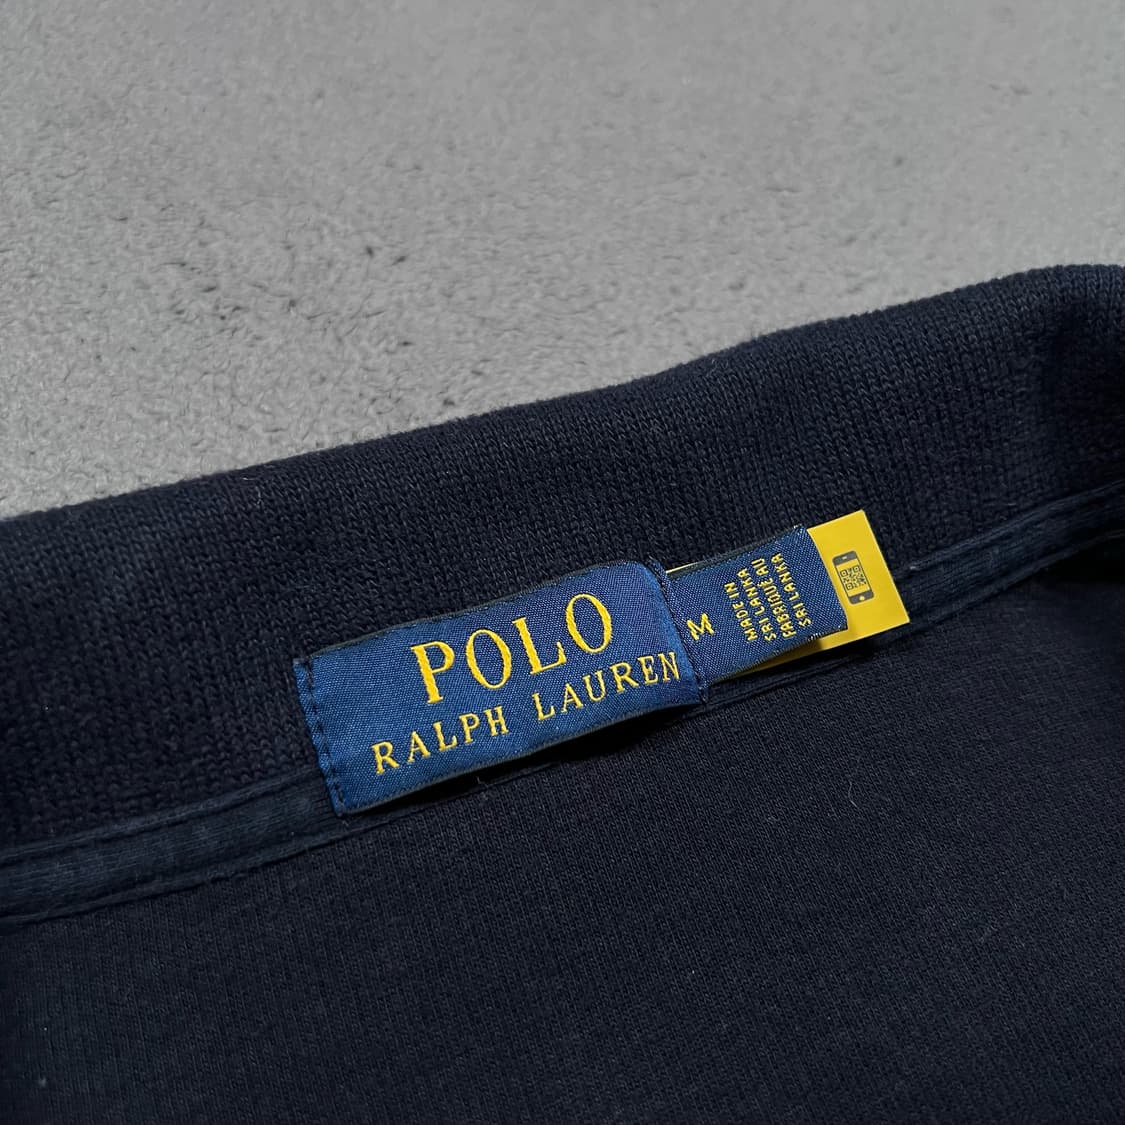 POLO
RALPH LAUREN
M
MADE IN
SRI LANKA
FABRIQUÉ AU
SRI LANKA